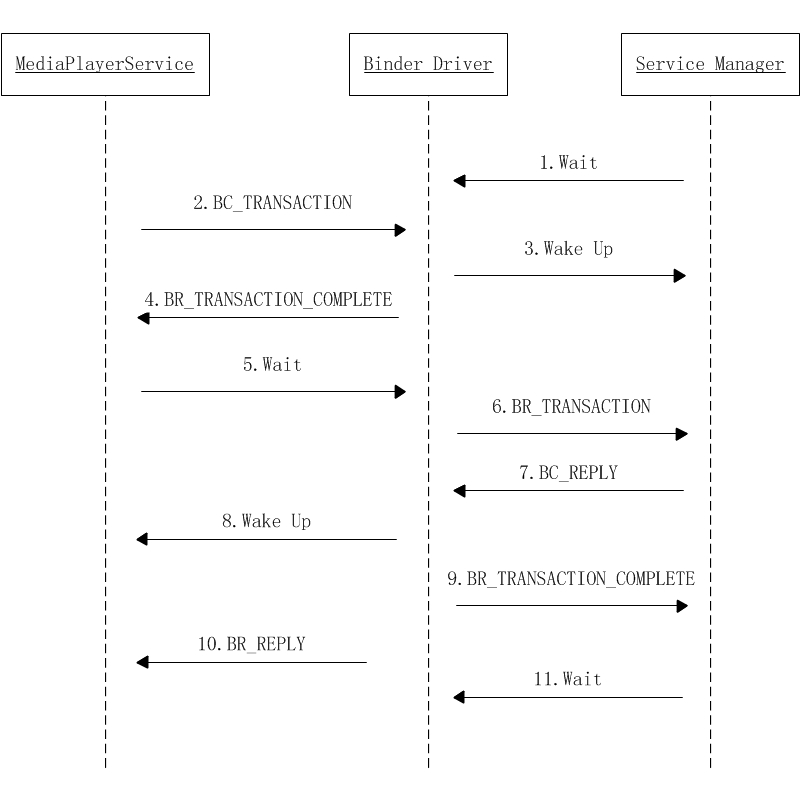 MediaPlayerService
Binder Driver
Service Manager
1.Wait
2.BC_TRANSACTION
3.Wake Up
4.BR_TRANSACTION_COMPLETE
5.Wait
6.BR_TRANSACTION
7.BC_REPLY
8.Wake Up
9.BR_TRANSACTION_COMPLETE
10.BR_REPLY
11.Wait